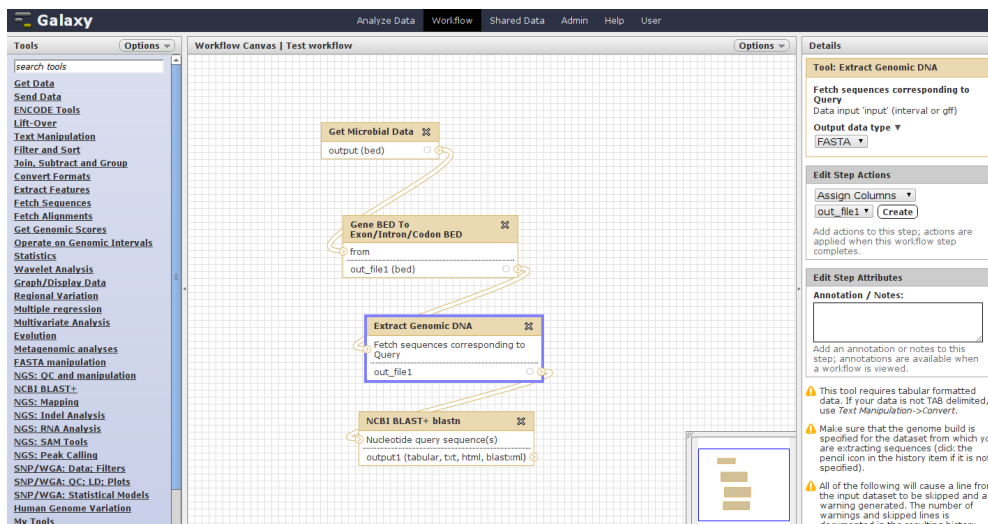 Galaxy
Analyze Data Workflow Shared Data Admin Help User
Tools Options
search tools
Get Data
Send Data
ENCODE Tools
Lift-Over
Text Manipulation
Filter and Sort
Join, Subtract and Group
Convert Formats
Extract Features
Fetch Sequences
Fetch Alignments
Get Genomic Scores
Operate on Genomic Intervals
Statistics
Wavelet Analysis
Graph/Display Data
Regional Variation
Multiple regression
Multivariate Analysis
Evolution
Metagenomic analyses
FASTA manipulation
NGS: QC and manipulation
NCBI BLAST+
NGS: Mapping
NGS: Indel Analysis
NGS: RNA Analysis
NGS: SAM Tools
NGS: Peak Calling
SNP/WGA: Data; Filters
SNP/WGA: QC; LD; Plots
SNP/WGA: Statistical Models
Human Genome Variation
My Tools
Workflow Canvas | Test workflow Options
Get Microbial Data
output (bed)
Gene BED To
Exon/Intron/Codon BED
from
out_file1 (bed)
Extract Genomic DNA
Fetch sequences corresponding to
Query
out_file1
NCBI BLAST+ blastn
Nucleotide query sequence(s)
output1 (tabular, txt, html, blastxml)
Details
Tool: Extract Genomic DNA
Fetch sequences corresponding to
Query
Data input 'input' (interval or gff)
Output data type
FASTA
Edit Step Actions
Assign Columns
out_file1 Create
Add actions to this step; actions are
applied when this workflow step
completes.
Edit Step Attributes
Annotation / Notes:
Add an annotation or notes to this
step; annotations are available when
a workflow is viewed.
This tool requires tabular formatted
data. If your data is not TAB delimited,
use Text Manipulation->Convert.
Make sure that the genome build is
specified for the dataset from which yo
are extracting sequences (click the
pencil icon in the history item if it is not
specified).
All of the following will cause a line from
the input dataset to be skipped and a
warning generated. The number of
warnings and skipped lines is
documented in the resulting history